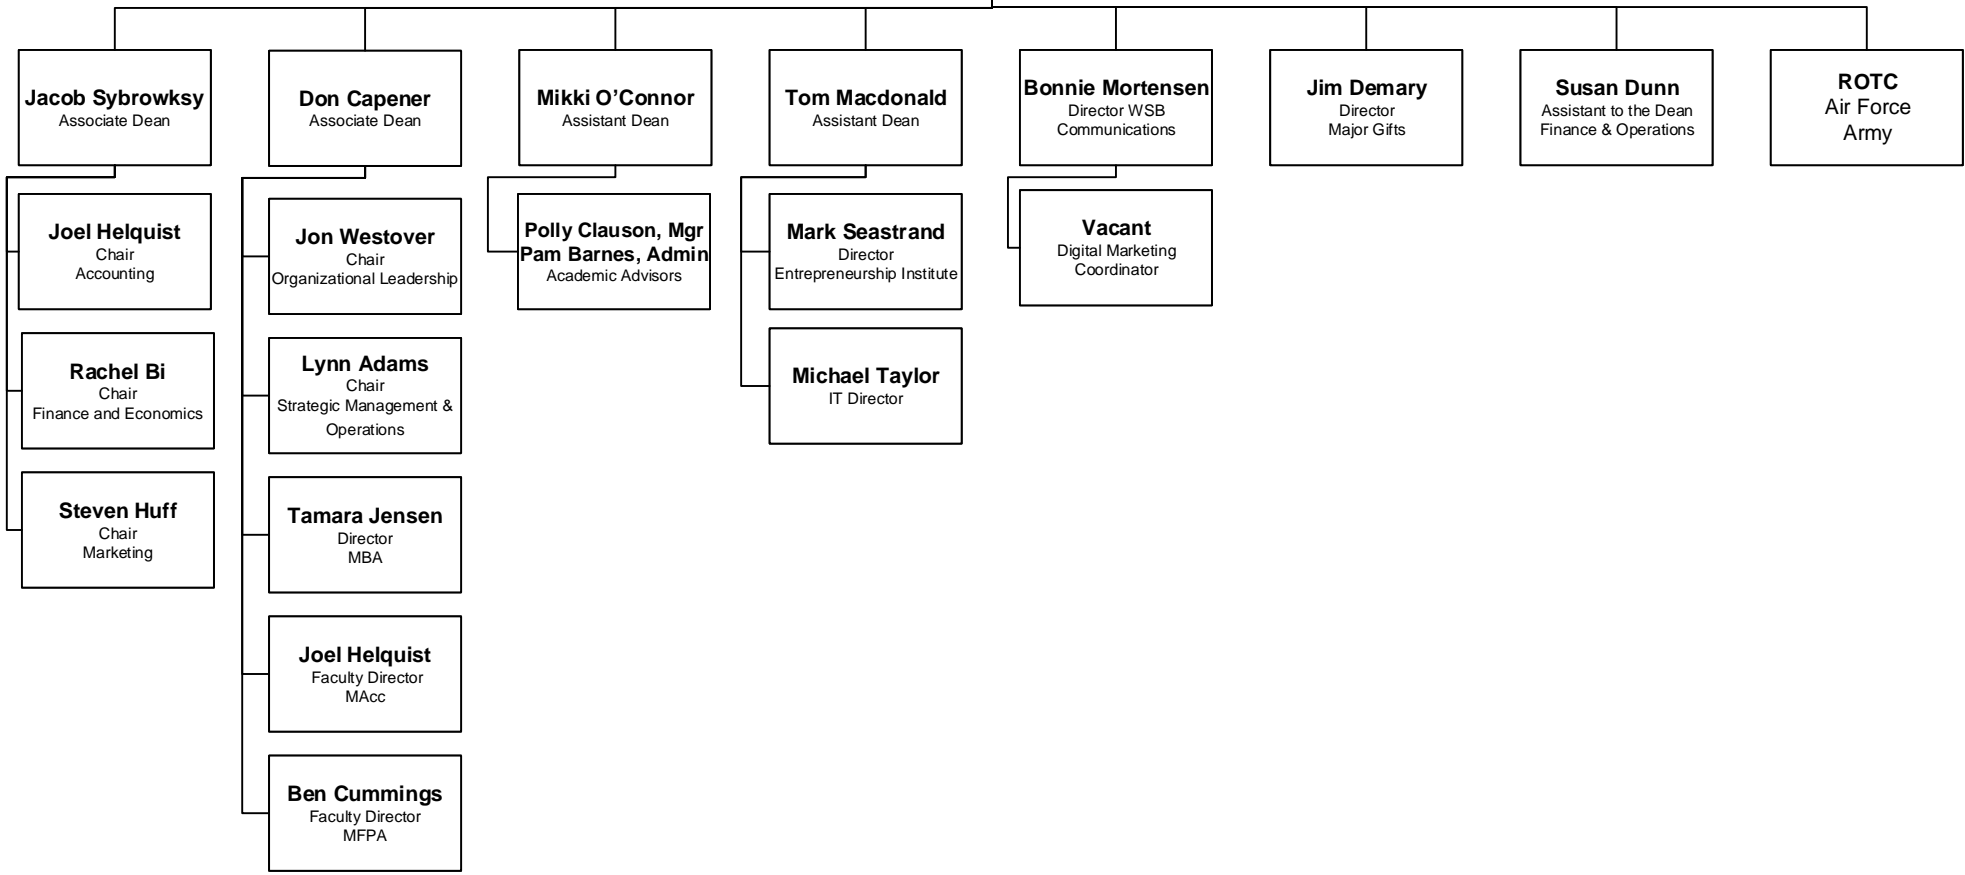 Jacob Sybrowksy
Associate Dean
Don Capener
Associate Dean
Mikki O’Connor
Assistant Dean
Tom Macdonald
Assistant Dean
Bonnie Mortensen
Director WSB
Communications
Jim Demary
Director
Major Gifts
Susan Dunn
Assistant to the Dean
Finance & Operations
ROTC
Air Force
Army
Joel Helquist
Chair
Accounting
Rachel Bi
Chair
Finance and Economics
Steven Huff
Chair
Marketing
Jon Westover
Chair
Organizational Leadership
Lynn Adams
Chair
Strategic Management &
Operations
Tamara Jensen
Director
MBA
Joel Helquist
Faculty Director
MAcc
Ben Cummings
Faculty Director
MFPA
Polly Clauson, Mgr
Pam Barnes, Admin
Academic Advisors
Mark Seastrand
Director
Entrepreneurship Institute
Michael Taylor
IT Director
Vacant
Digital Marketing
Coordinator